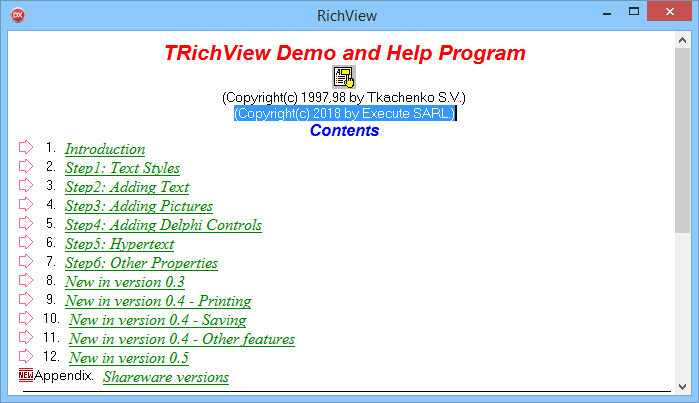 RichView
TRichView Demo and Help Program
(Copyright(c) 1997,98 by Tkachenko S.V.)
(Copyright(c) 2018 by Execute SARL.)
Contents
1. Introduction
2. Step1: Text Styles
3. Step2: Adding Text
4. Step3: Adding Pictures
5. Step4: Adding Delphi Controls
6. Step5: Hypertext
7. Step6: Other Properties
8. New in version 0.3
9. New in version 0.4 - Printing
10. New in version 0.4 - Saving
11. New in version 0.4 - Other features
12. New in version 0.5
NEW Appendix. Shareware versions